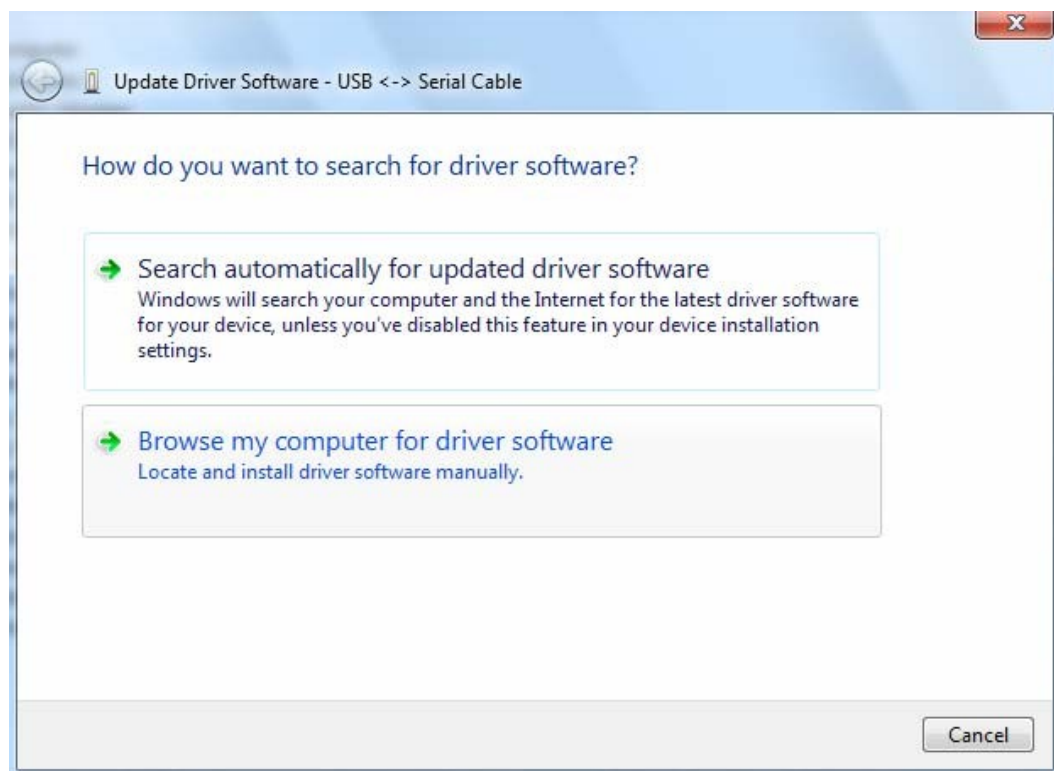 Update Driver Software - USB <-> Serial Cable
How do you want to search for driver software?
Search automatically for updated driver software
Windows will search your computer and the Internet for the latest driver software
for your device, unless you've disabled this feature in your device installation
settings.
Browse my computer for driver software
Locate and install driver software manually.
Cancel